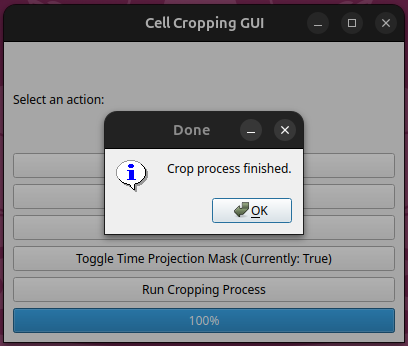 Cell Cropping GUI
Select an action:
Done
Crop process finished.
OK
Toggle Time Projection Mask (Currently: True)
Run Cropping Process
100%